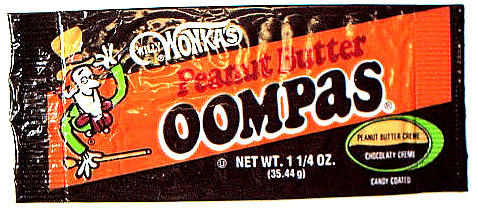 WILLY
WONKA'S
Peanut Butter
OOMPAS®
PEANUT BUTTER CREME
CHOCOLATY CREME
CANDY COATED
Ⓤ NET WT. 1 1/4 OZ.
(35.44 g)